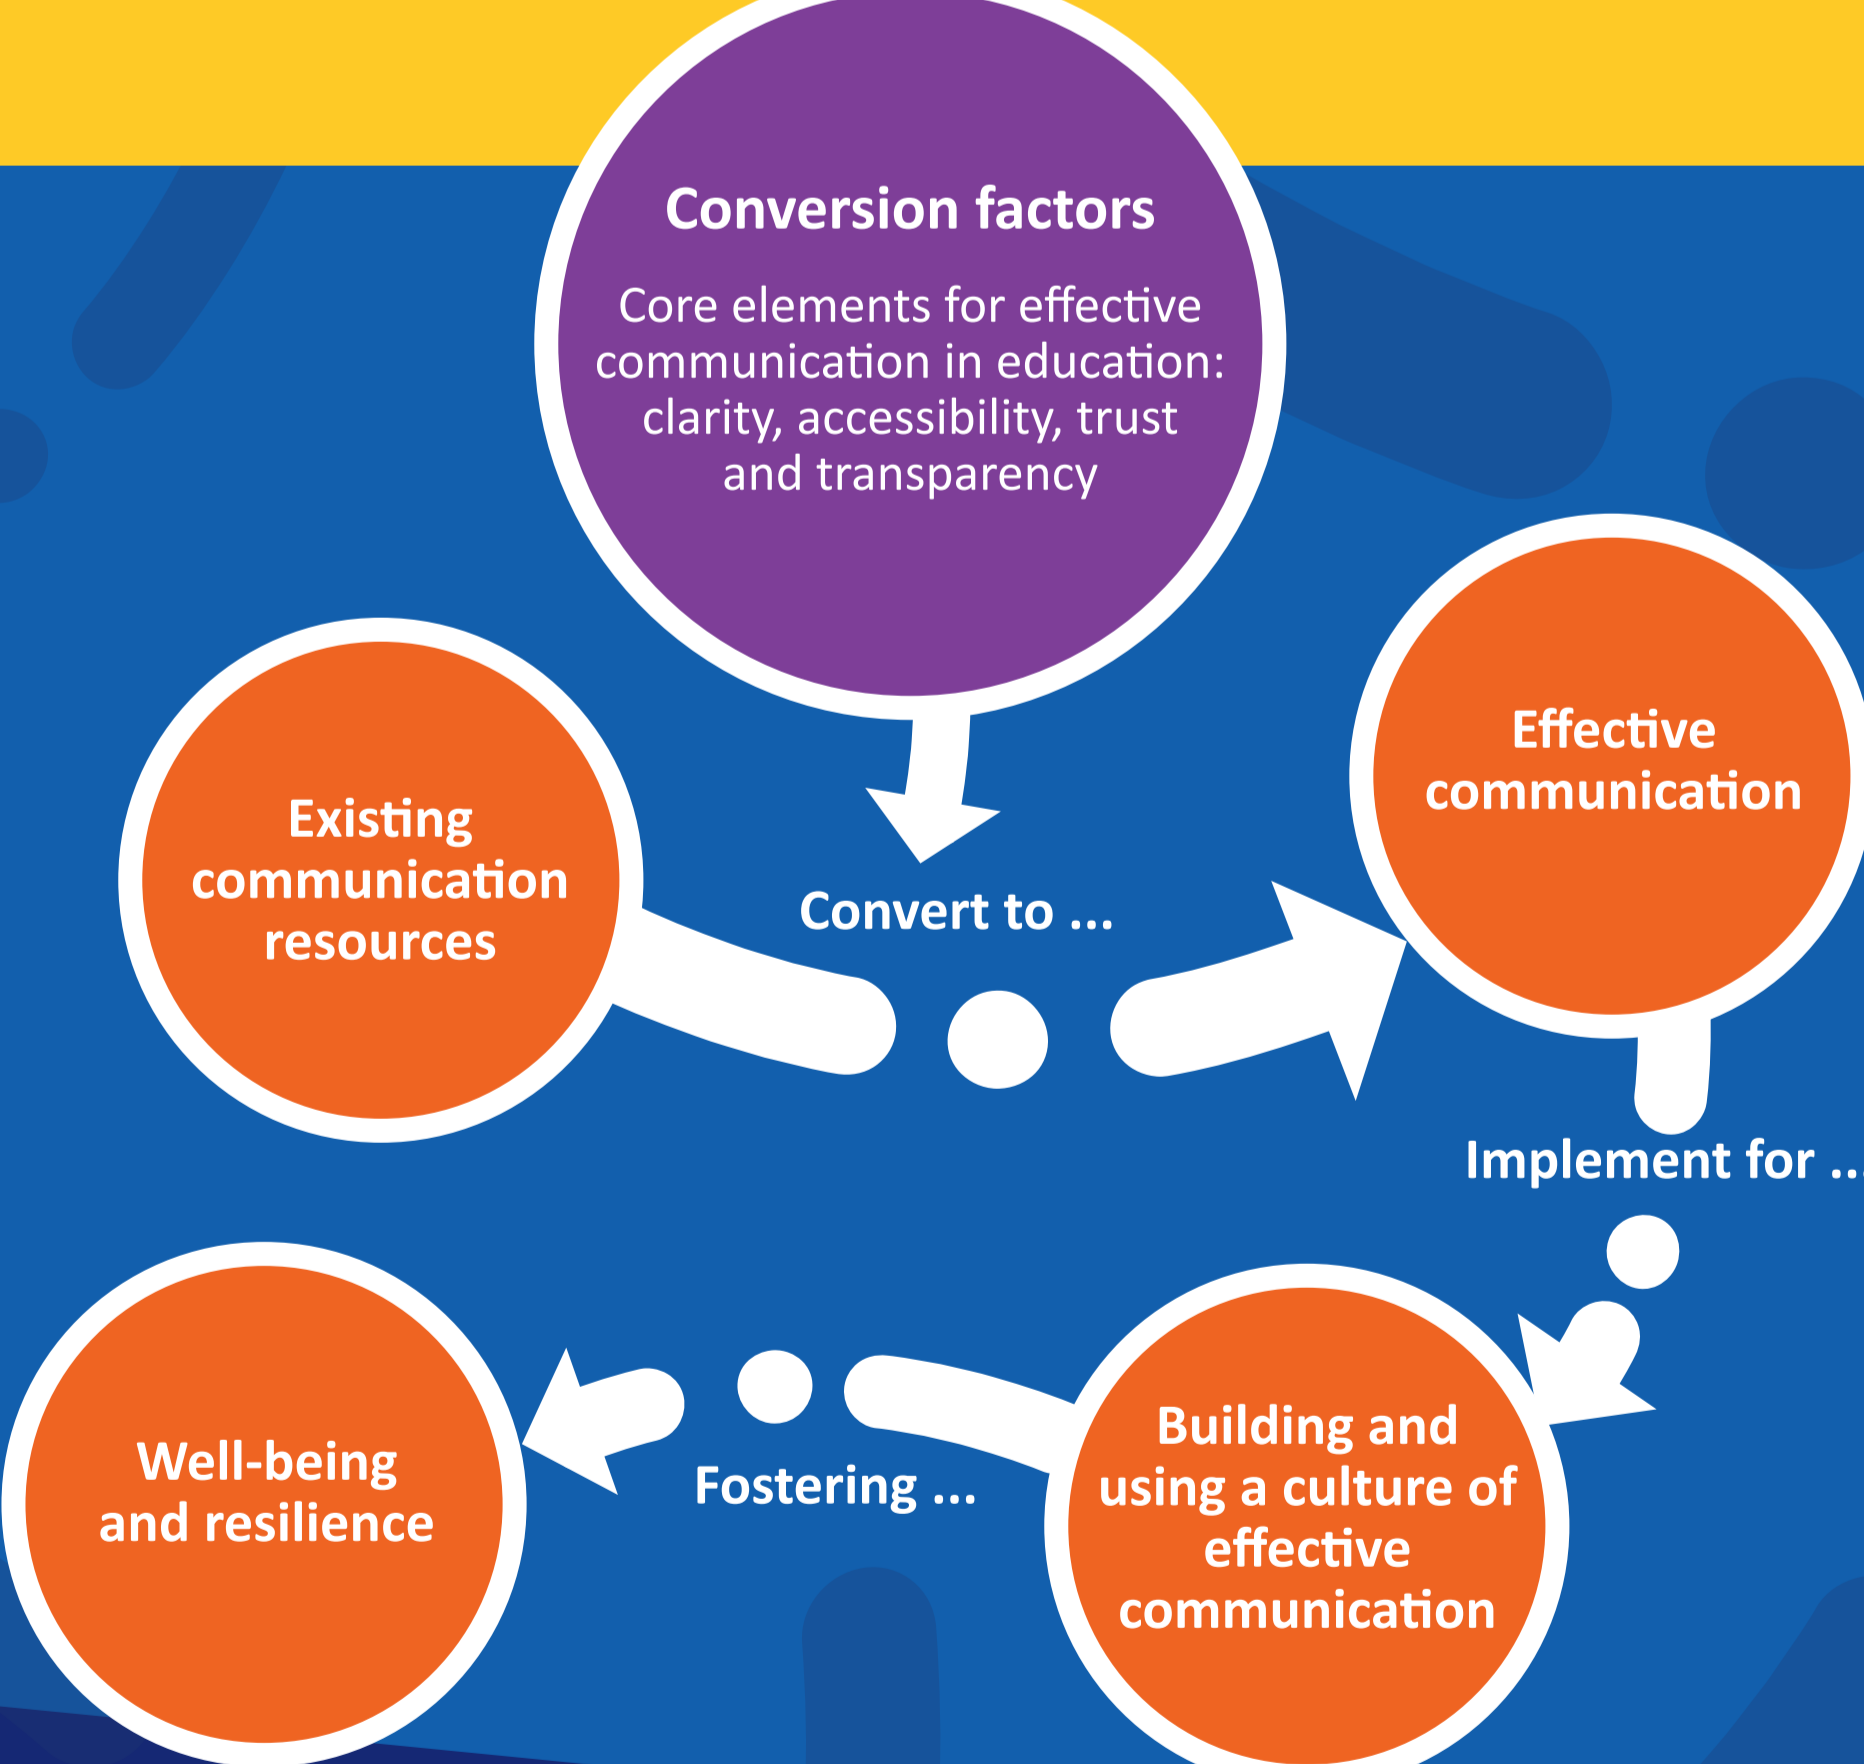 Conversion factors
Core elements for effective
communication in education:
clarity, accessibility, trust
and transparency
Existing
communication
resources
Convert to ...
Effective
communication
Implement for ...
Building and
using a culture of
effective
communication
Fostering ...
Well-being
and resilience